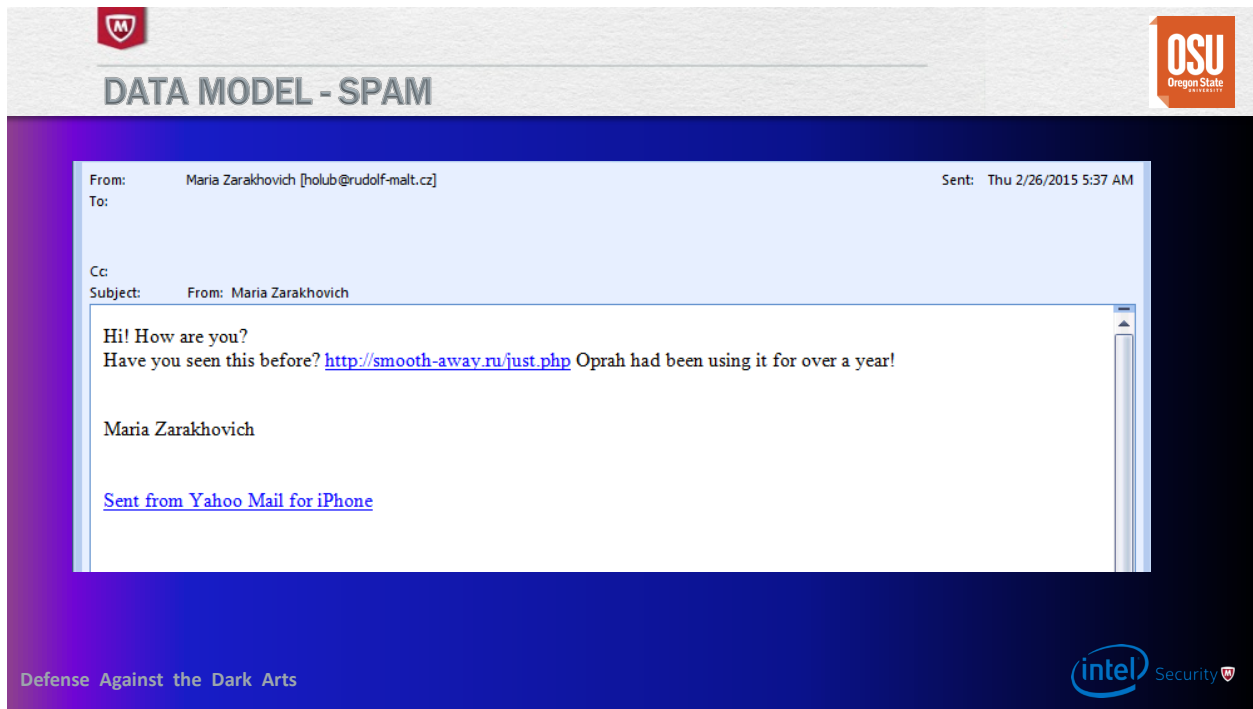 DATA MODEL - SPAM
OSU
Oregon State
UNIVERSITY
From: Maria Zarakhovich [holub@rudolf-malt.cz] Sent: Thu 2/26/2015 5:37 AM
To:
Cc:
Subject: From: Maria Zarakhovich
Hi! How are you?
Have you seen this before? http://smooth-away.ru/just.php Oprah had been using it for over a year!
Maria Zarakhovich
Sent from Yahoo Mail for iPhone
Defense Against the Dark Arts
intel Security